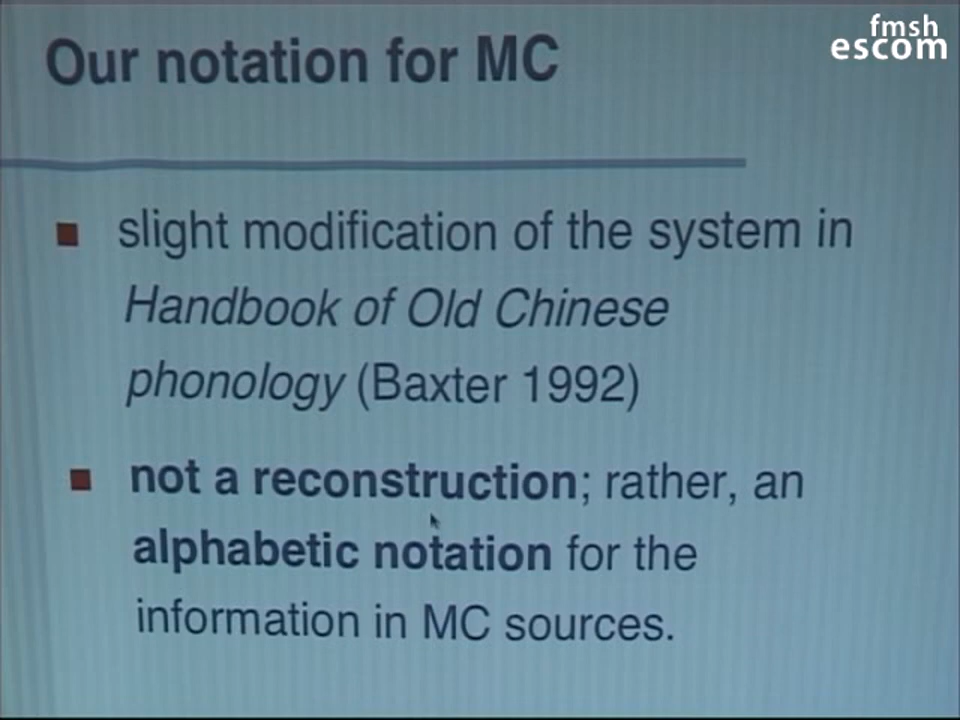 fmsh
escom
Our notation for MC
slight modification of the system in
Handbook of Old Chinese
phonology (Baxter 1992)
not a reconstruction; rather, an
alphabetic notation for the
information in MC sources.